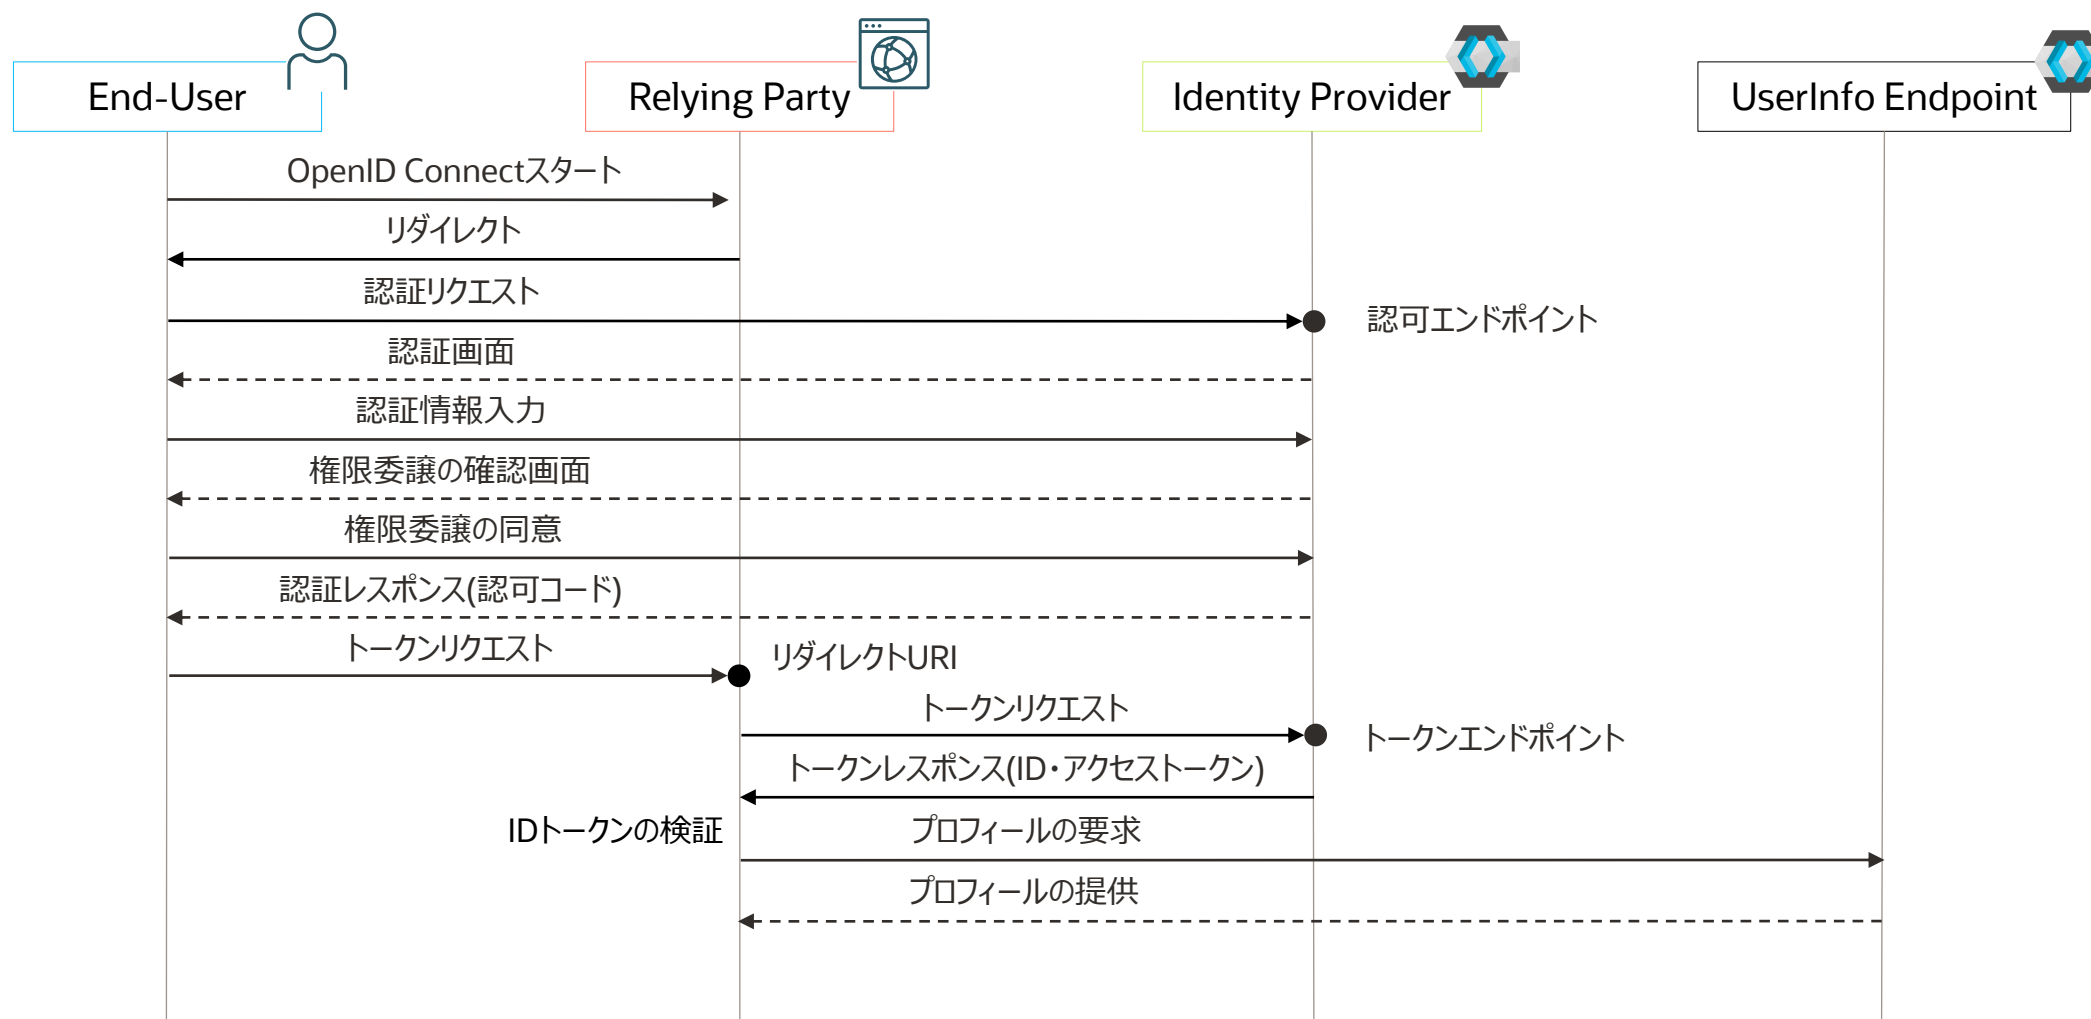 End-User
Relying Party
Identity Provider
UserInfo Endpoint
OpenID Connectスタート
リダイレクト
認証リクエスト
認可エンドポイント
認証画面
認証情報入力
権限委譲の確認画面
権限委譲の同意
認証レスポンス(認可コード)
トークンリクエスト
リダイレクトURI
トークンリクエスト
トークンエンドポイント
トークンレスポンス(ID・アクセストークン)
IDトークンの検証
プロフィールの要求
プロフィールの提供